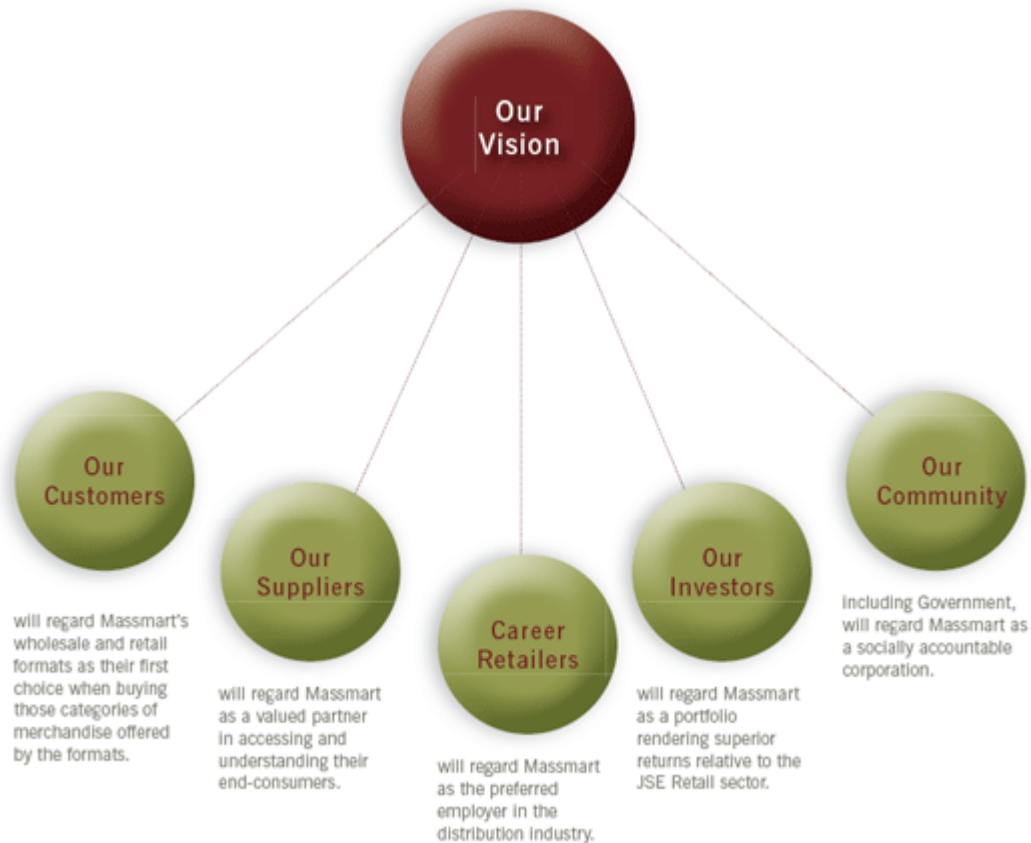 Our
Vision
Our
Customers
will regard Massmart's
wholesale and retail
formats as their first
choice when buying
those categories of
merchandise offered
by the formats.
Our
Suppliers
will regard Massmart
as a valued partner
in accessing and
understanding their
end-consumers.
Career
Retailers
will regard Massmart
as the preferred
employer in the
distribution industry.
Our
Investors
will regard Massmart
as a portfolio
rendering superior
returns relative to the
JSE Retail sector.
Our
Community
including Government,
will regard Massmart as
a socially accountable
corporation.